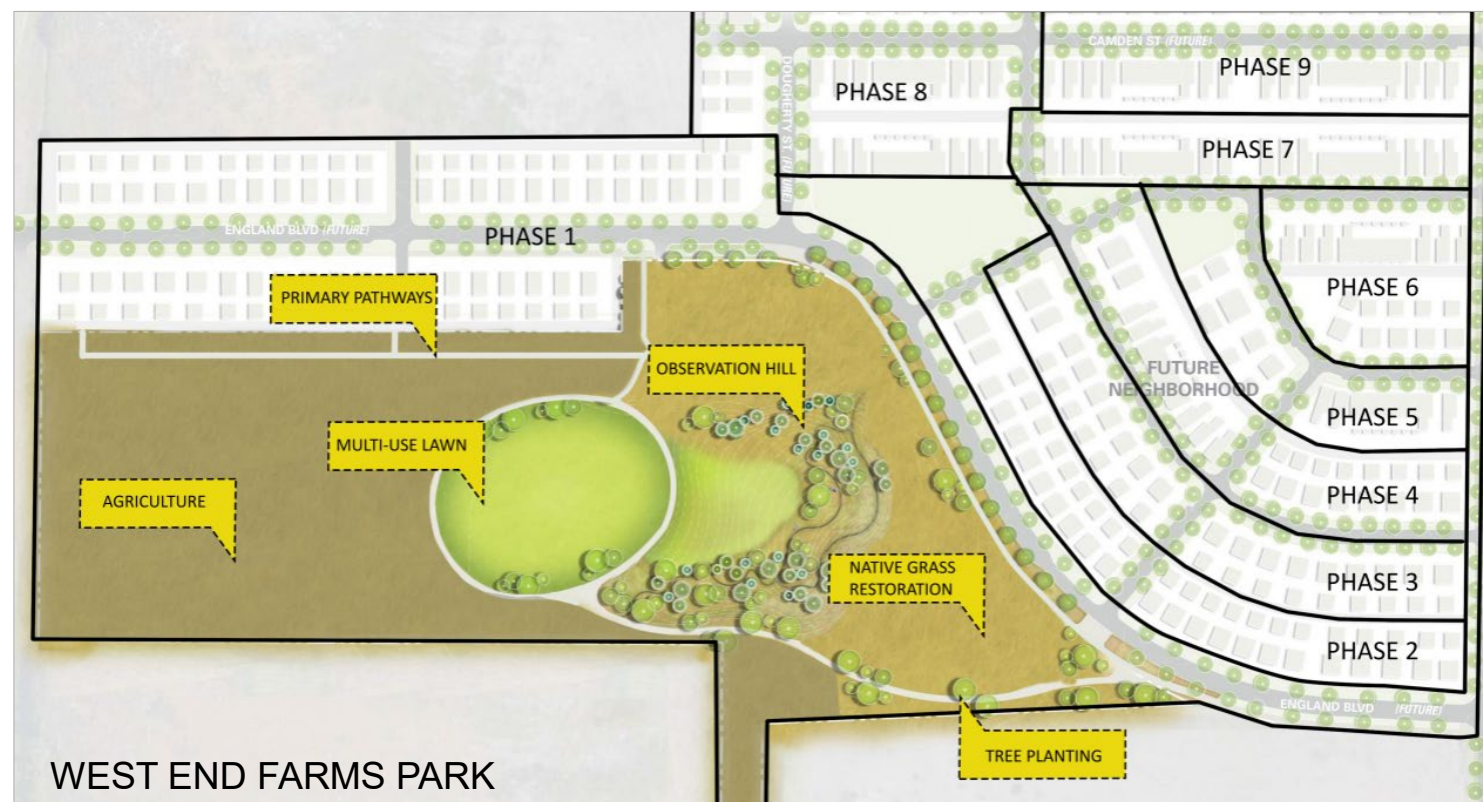 CAMDEN ST (FUTURE)
PHASE 9
PHASE 8
DOUGHERTY ST (FUTURE)
PHASE 7
ENGLAND BLVD (FUTURE)
PHASE 1
PHASE 6
PRIMARY PATHWAYS
OBSERVATION HILL
FUTURE
NEIGHBORHOOD
PHASE 5
MULTI-USE LAWN
AGRICULTURE
PHASE 4
NATIVE GRASS
RESTORATION
PHASE 3
PHASE 2
ENGLAND BLVD (FUTURE)
TREE PLANTING
WEST END FARMS PARK